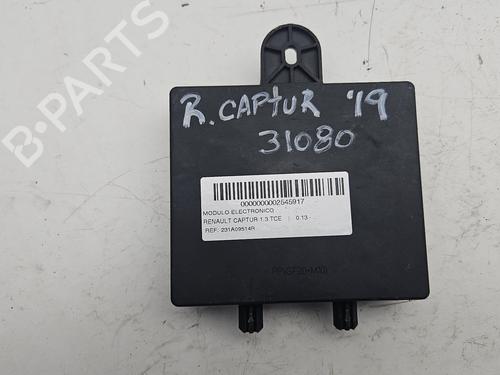 B-PARTS
R. CAPTUR '19
31080
0000000002545917
MODULO ELECTRONICO
RENAULT CAPTUR 1.3 TCE | 0.13 -
REF: 231A09514R